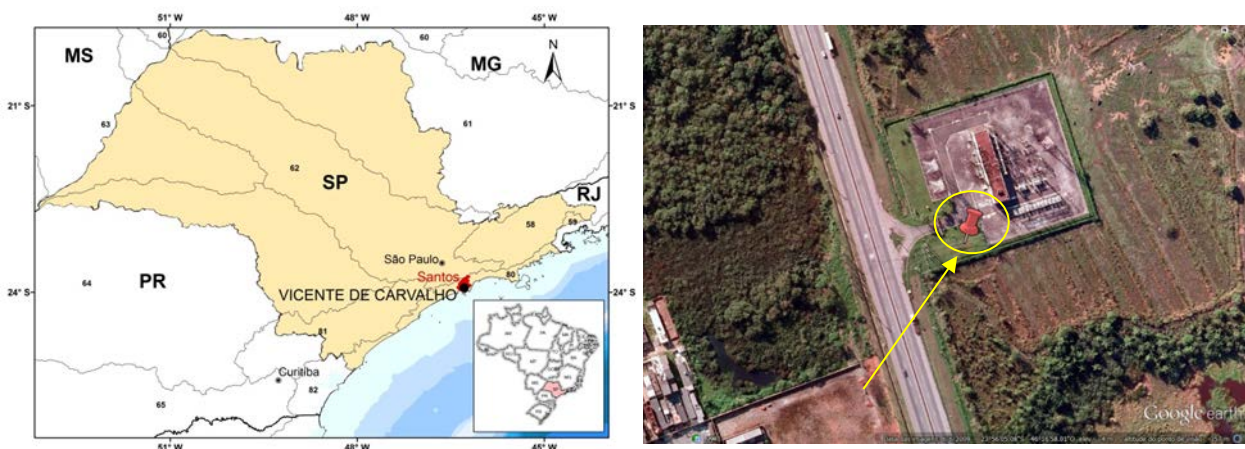 51° W
48° W
45° W
60
60
MS
MG
N
21° S
21° S
63
61
62
SP
RJ
58
59
São Paulo
Santos
80
64
PR
VICENTE DE CARVALHO
24° S
24° S
81
Curitiba
82
65
51° W
48° W
45° W
Google earth